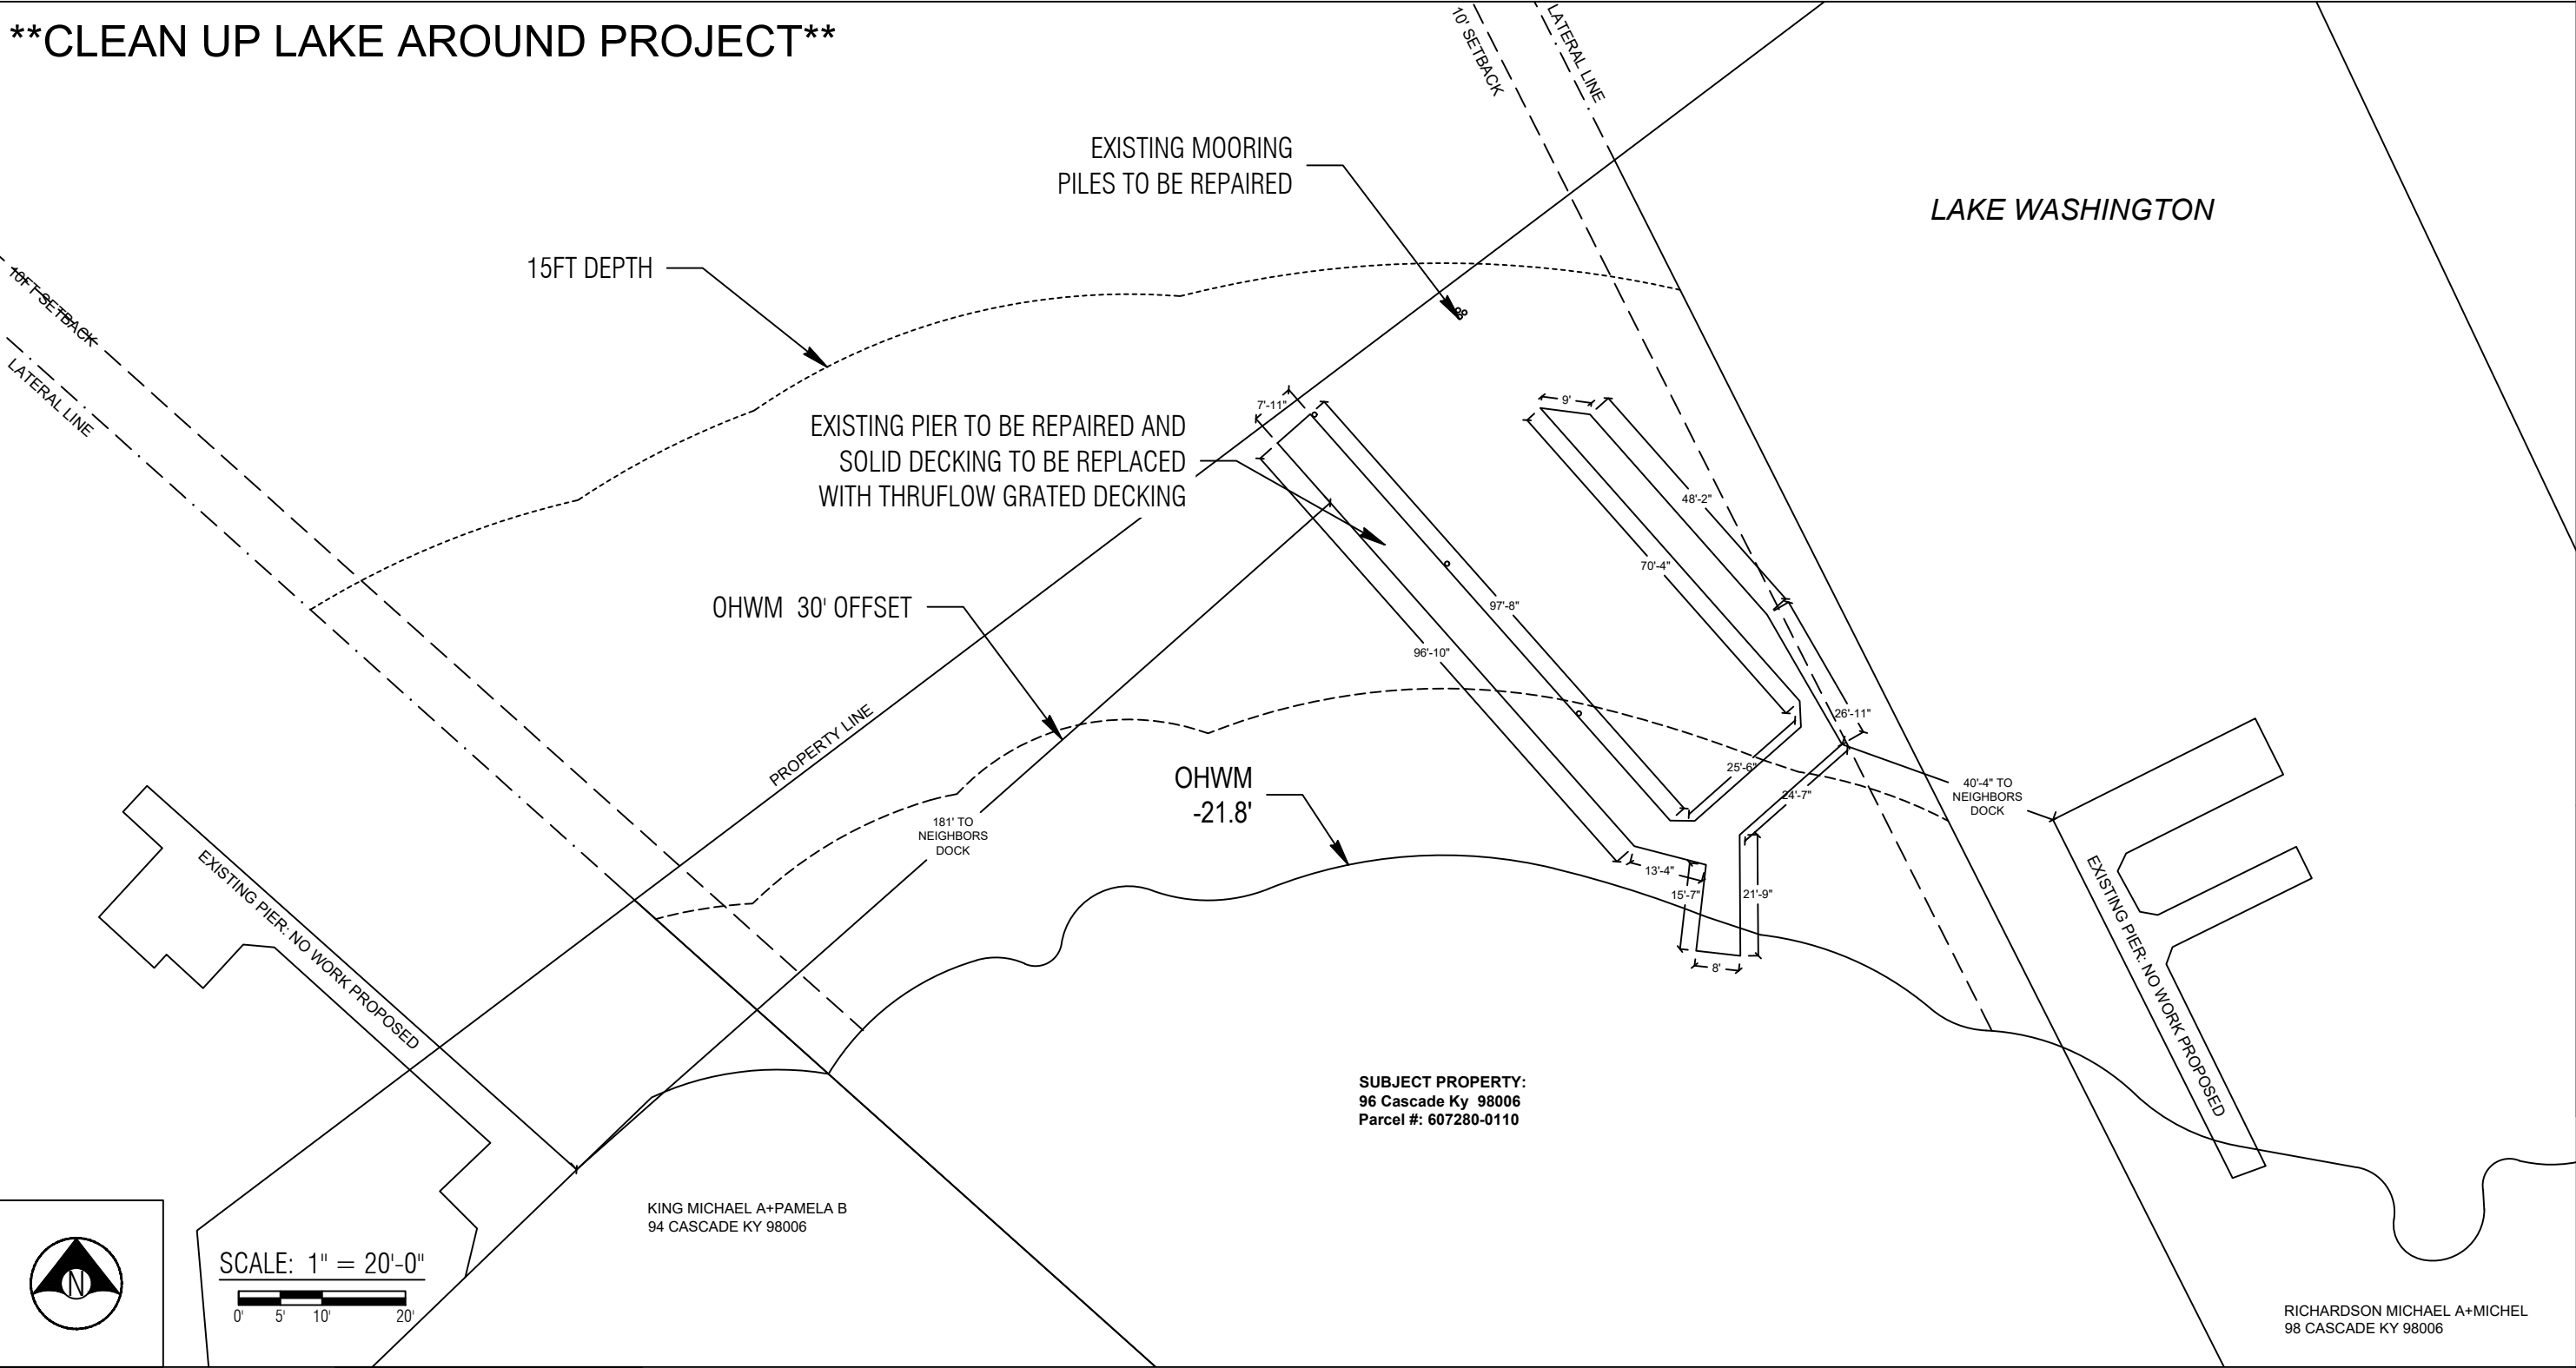 **CLEAN UP LAKE AROUND PROJECT**
10' SETBACK
LATERAL LINE
EXISTING MOORING
PILES TO BE REPAIRED
LAKE WASHINGTON
15FT DEPTH
10FT SETBACK
LATERAL LINE
7'-11"
9'
EXISTING PIER TO BE REPAIRED AND
SOLID DECKING TO BE REPLACED
WITH THRUFLOW GRATED DECKING
48'-2"
70'-4"
97'-8"
96'-10"
OHWM 30' OFFSET
26'-11"
PROPERTY LINE
25'-6"
24'-7"
40'-4" TO
NEIGHBORS
DOCK
OHWM
-21.8'
181' TO
NEIGHBORS
DOCK
13'-4"
15'-7"
21'-9"
8'
EXISTING PIER: NO WORK PROPOSED
EXISTING PIER: NO WORK PROPOSED
SUBJECT PROPERTY:
96 Cascade Ky 98006
Parcel #: 607280-0110
KING MICHAEL A+PAMELA B
94 CASCADE KY 98006
N
SCALE: 1" = 20'-0"
0' 5' 10' 20'
RICHARDSON MICHAEL A+MICHEL
98 CASCADE KY 98006